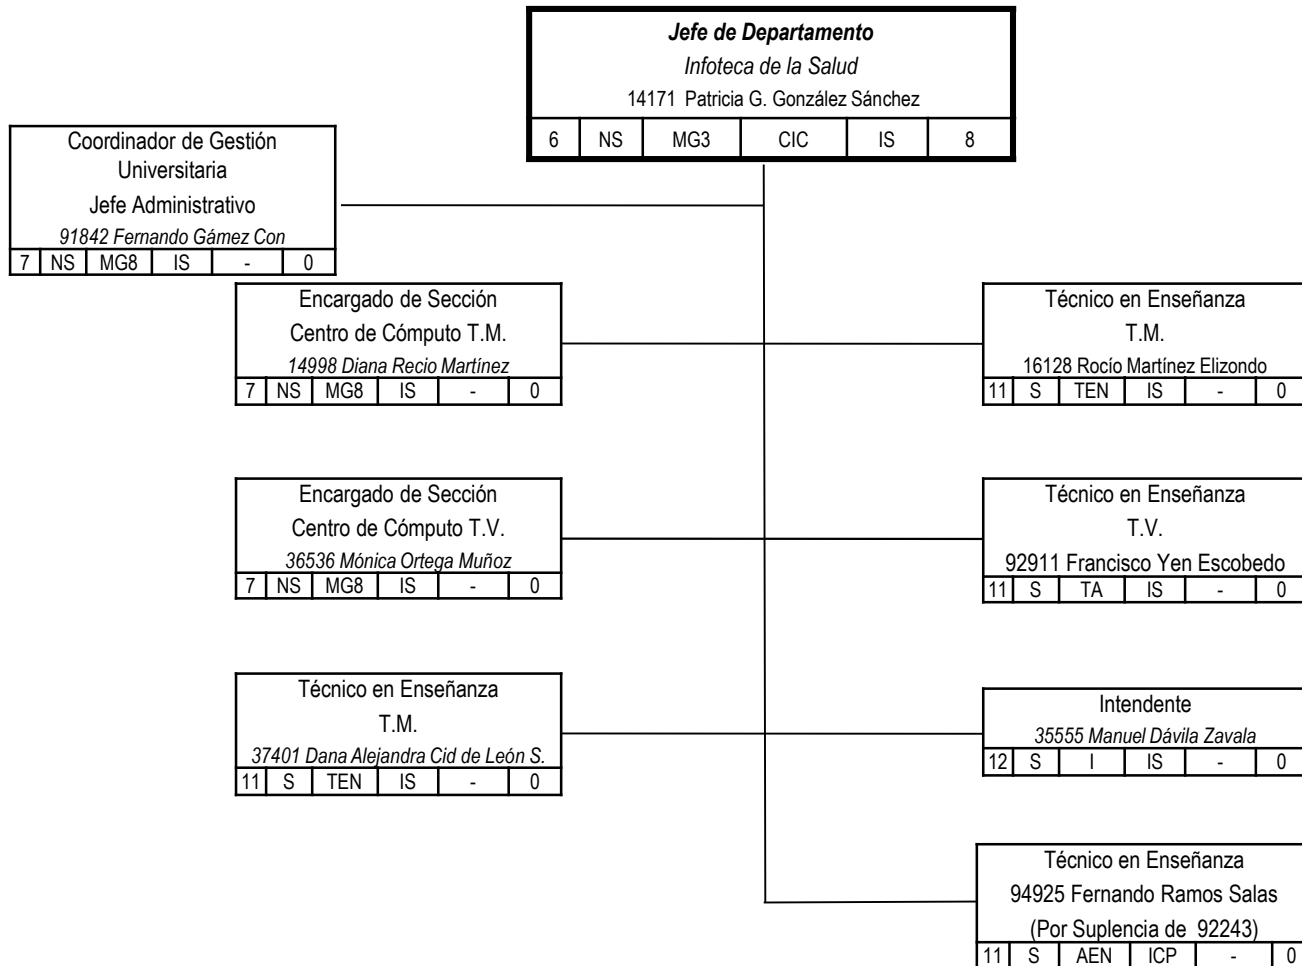 Jefe de Departamento
Infoteca de la Salud
14171 Patricia G. González Sánchez
6 NS MG3 CIC IS 8
Coordinador de Gestión
Universitaria
Jefe Administrativo
91842 Fernando Gámez Con
7 NS MG8 IS - 0
Encargado de Sección
Centro de Cómputo T.M.
14998 Diana Recio Martínez
7 NS MG8 IS - 0
Técnico en Enseñanza
T.M.
16128 Rocío Martínez Elizondo
11 S TEN IS - 0
Encargado de Sección
Centro de Cómputo T.V.
36536 Mónica Ortega Muñoz
7 NS MG8 IS - 0
Técnico en Enseñanza
T.V.
92911 Francisco Yen Escobedo
11 S TA IS - 0
Técnico en Enseñanza
T.M.
37401 Dana Alejandra Cid de León S.
11 S TEN IS - 0
Intendente
35555 Manuel Dávila Zavala
12 S I IS - 0
Técnico en Enseñanza
94925 Fernando Ramos Salas
(Por Suplencia de 92243)
11 S AEN ICP - 0